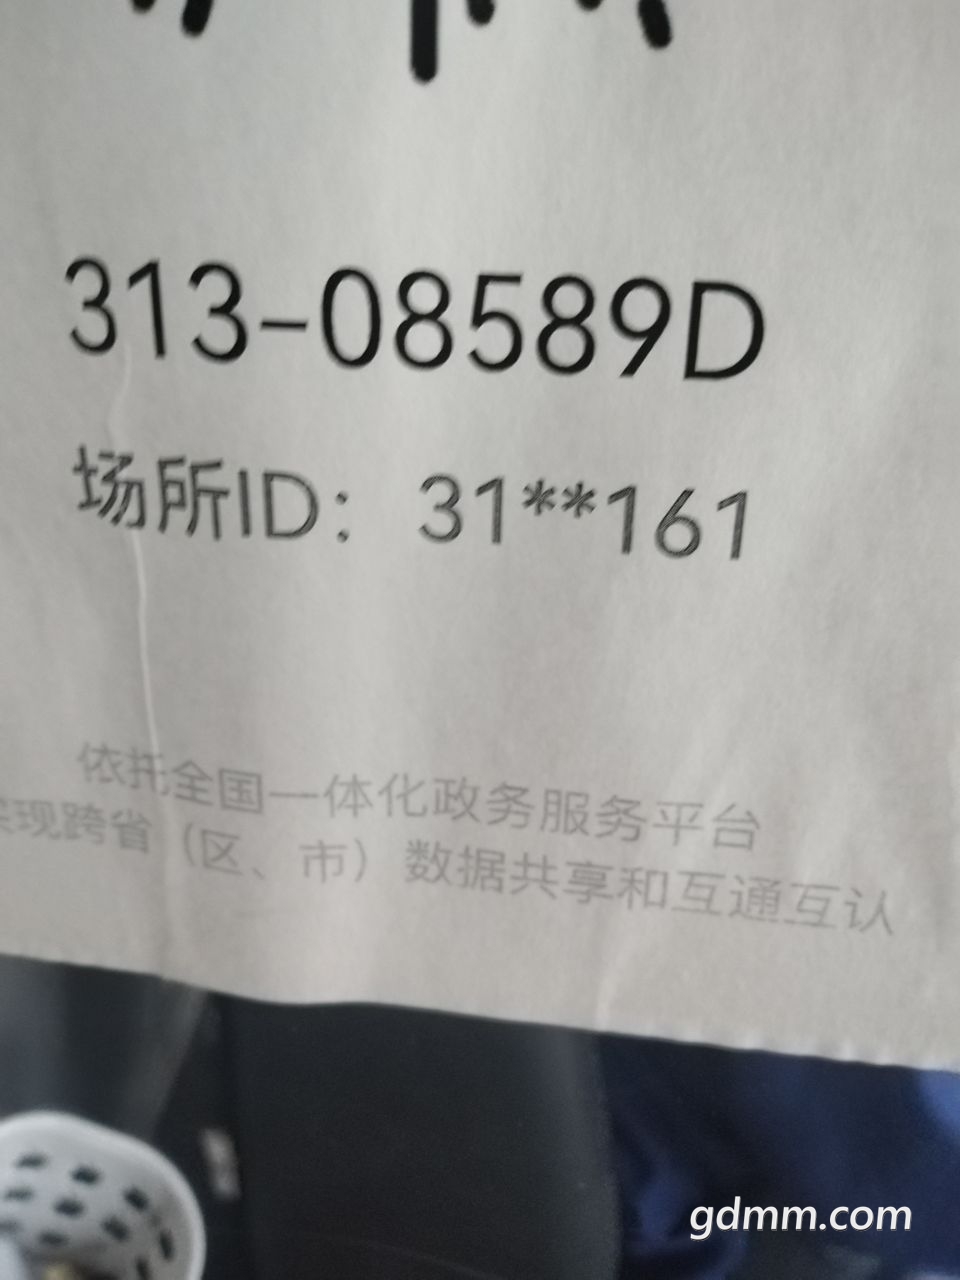 313-08589D
场所ID： 31**161
依托全国一体化政务服务平台
实现跨省（区、市）数据共享和互通互认
gdmm.com